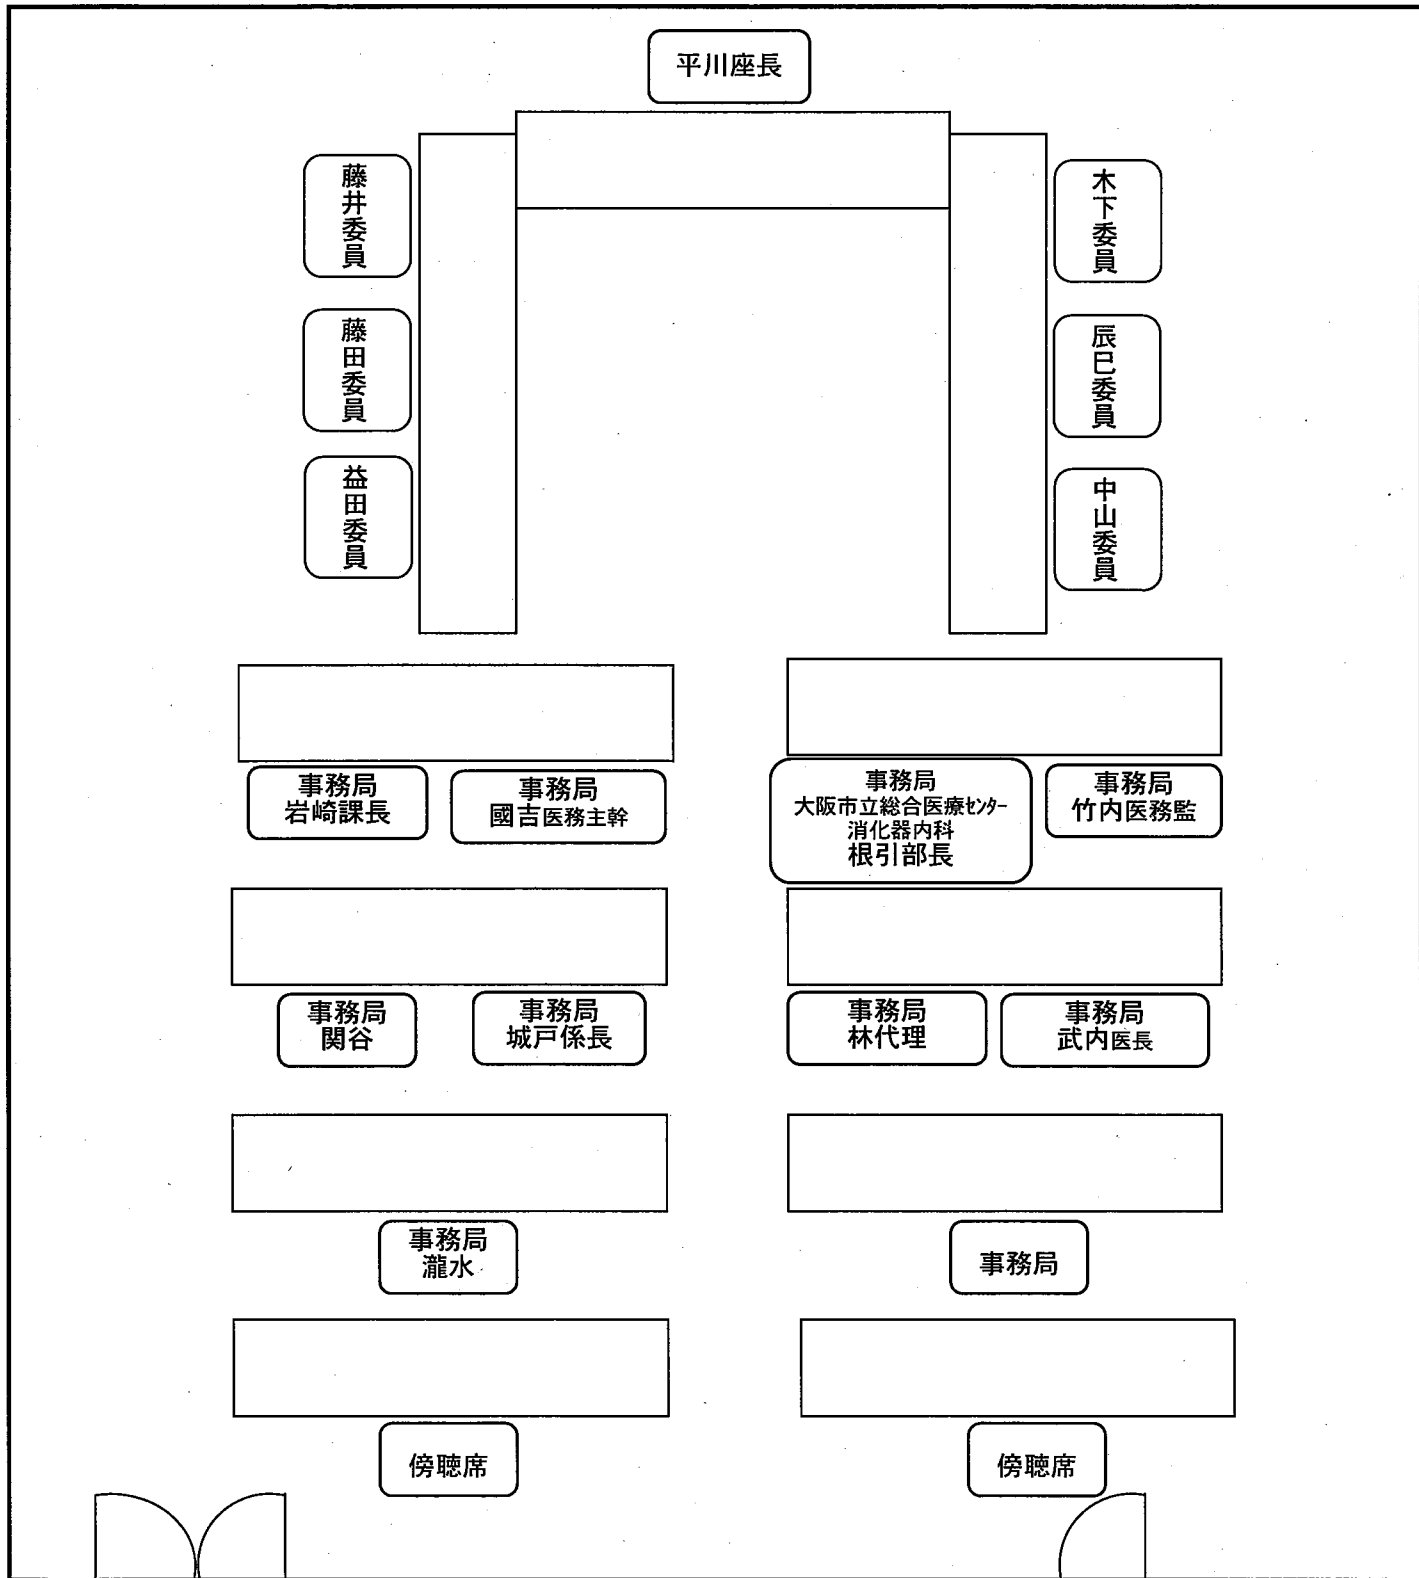 平川座長
藤井委員
木下委員
藤田委員
辰巳委員
益田委員
中山委員
事務局
岩崎課長
事務局
國吉医務主幹
事務局
大阪市立総合医療ｾﾝﾀｰ
消化器内科
根引部長
事務局
竹内医務監
事務局
関谷
事務局
城戸係長
事務局
林代理
事務局
武内医長
事務局
瀧水
事務局
傍聴席
傍聴席